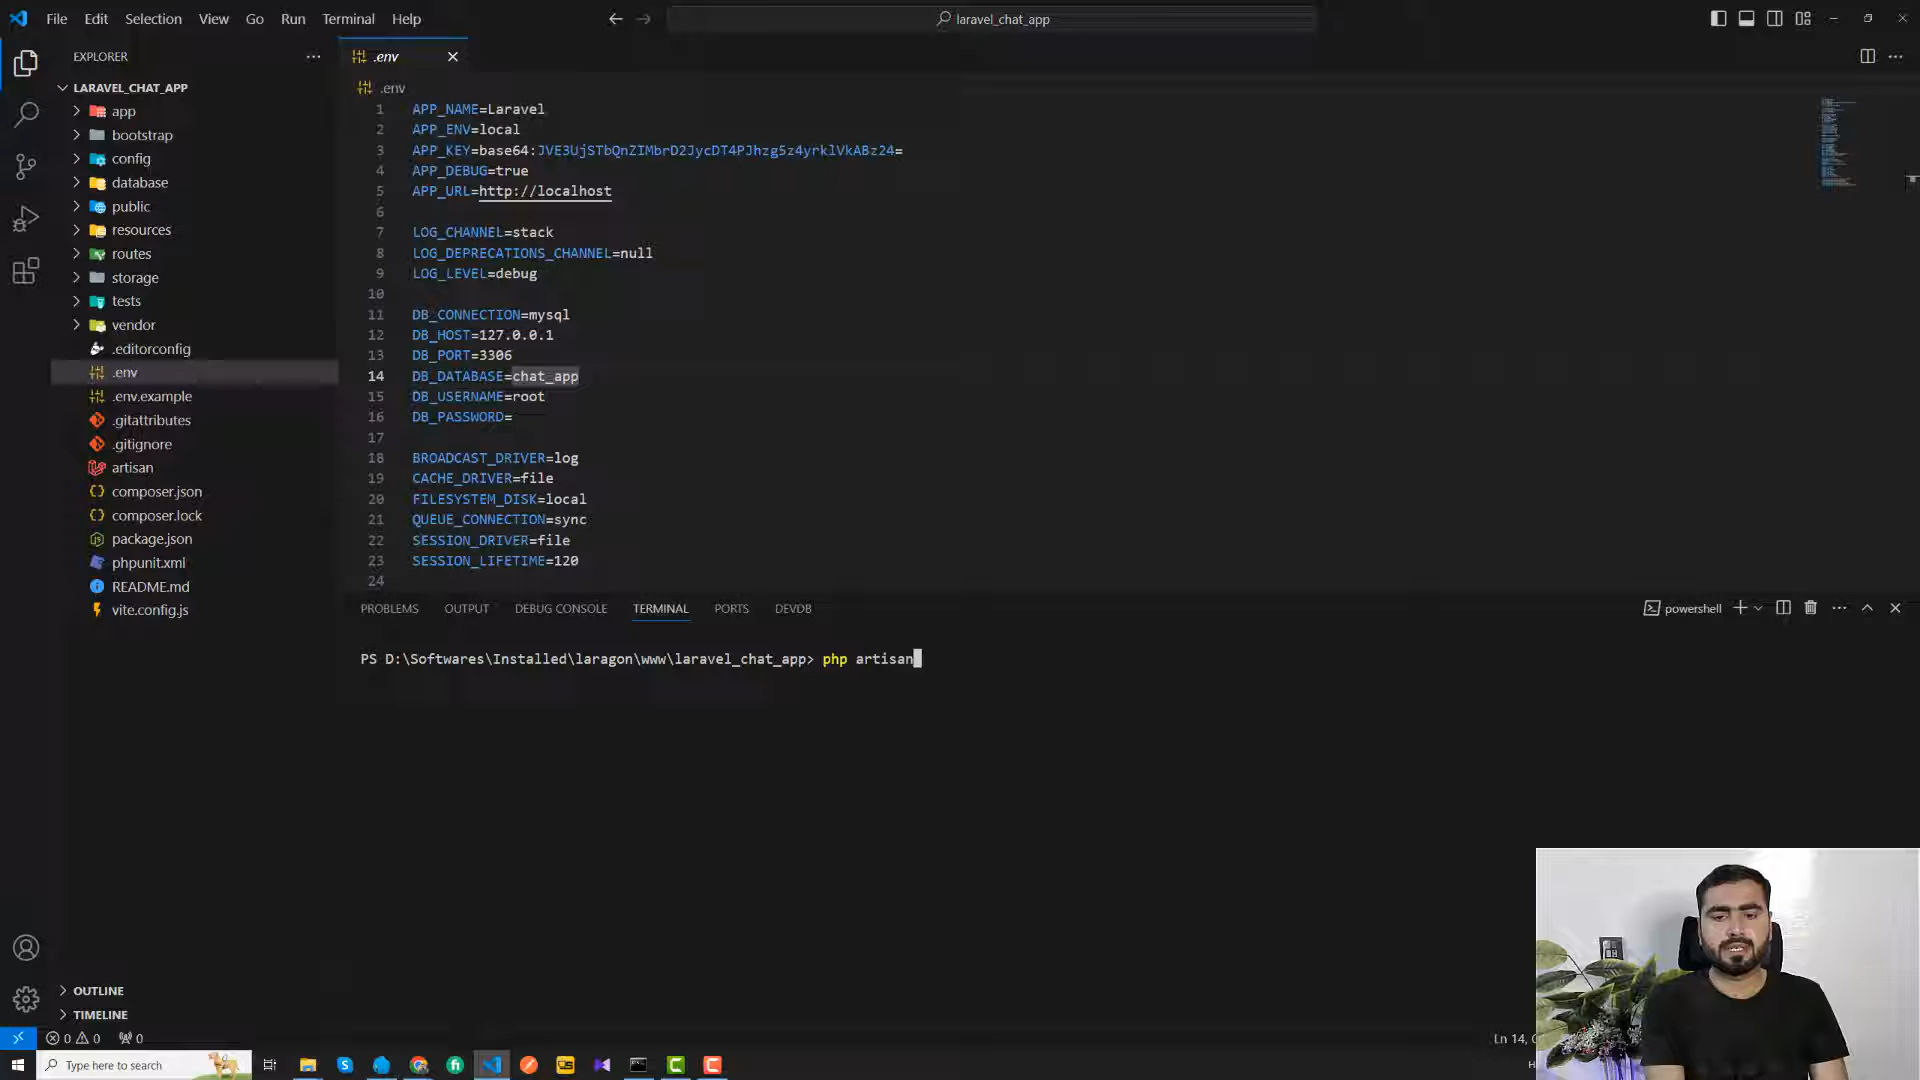 File Edit Selection View Go Run Terminal Help
laravel_chat_app
EXPLORER
LARAVEL_CHAT_APP
app
bootstrap
config
database
public
resources
routes
storage
tests
vendor
.editorconfig
.env
.env.example
.gitattributes
.gitignore
artisan
composer.json
composer.lock
package.json
phpunit.xml
README.md
vite.config.js
OUTLINE
TIMELINE
.env
.env
1 APP_NAME=Laravel
2 APP_ENV=local
3 APP_KEY=base64:JVE3UjSTbQnZIMbrD2JycDT4PJhzg5z4yrklVkABz24=
4 APP_DEBUG=true
5 APP_URL=http://localhost
6
7 LOG_CHANNEL=stack
8 LOG_DEPRECATIONS_CHANNEL=null
9 LOG_LEVEL=debug
10
11 DB_CONNECTION=mysql
12 DB_HOST=127.0.0.1
13 DB_PORT=3306
14 DB_DATABASE=chat_app
15 DB_USERNAME=root
16 DB_PASSWORD=
17
18 BROADCAST_DRIVER=log
19 CACHE_DRIVER=file
20 FILESYSTEM_DISK=local
21 QUEUE_CONNECTION=sync
22 SESSION_DRIVER=file
23 SESSION_LIFETIME=120
24
PROBLEMS OUTPUT DEBUG CONSOLE TERMINAL PORTS DEVDB
powershell
PS D:\Softwares\Installed\laragon\www\laravel_chat_app> php artisan
0 0 0
Ln 14,
Type here to search